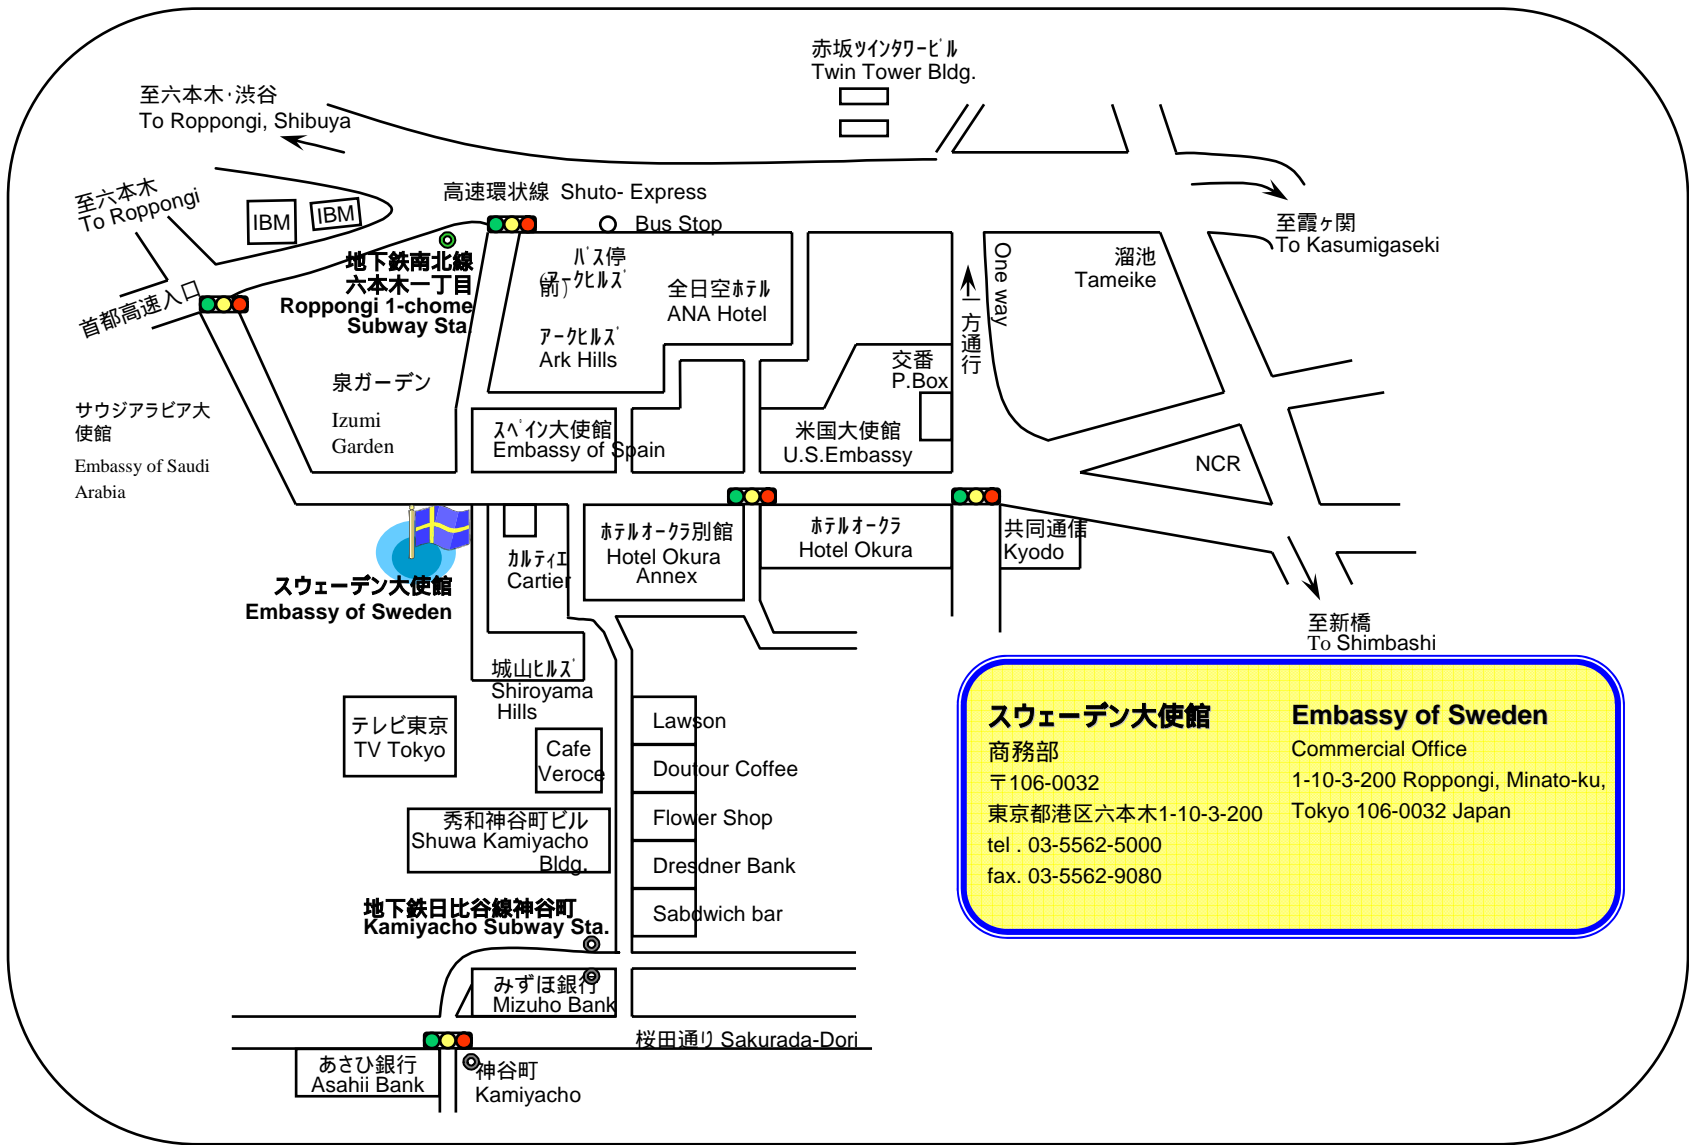 赤坂ﾂｲﾝﾀﾜｰﾋﾞﾙ
Twin Tower Bldg.
至六本木･渋谷
To Roppongi, Shibuya
至六本木
To Roppongi
IBM
IBM
高速環状線 Shuto- Express
Bus Stop
至霞ヶ関
To Kasumigaseki
地下鉄南北線
六本木一丁目
Roppongi 1-chome
Subway Sta.
ﾊﾞｽ停
(ｱｰｸﾋﾙｽﾞ
前)
全日空ﾎﾃﾙ
ANA Hotel
One way
一方通行
溜池
Tameike
首都高速入口
ｱｰｸﾋﾙｽﾞ
Ark Hills
交番
P.Box
泉ガーデン
Izumi
Garden
サウジアラビア大
使館
Embassy of Saudi
Arabia
ｽﾍﾟｲﾝ大使館
Embassy of Spain
米国大使館
U.S.Embassy
NCR
ｶﾙﾃｨｴ
Cartier
ﾎﾃﾙｵｰｸﾗ別館
Hotel Okura
Annex
ﾎﾃﾙｵｰｸﾗ
Hotel Okura
共同通信
Kyodo
スウェーデン大使館
Embassy of Sweden
至新橋
To Shimbashi
城山ﾋﾙｽﾞ
Shiroyama
Hills
テレビ東京
TV Tokyo
Cafe
Veroce
Lawson
Doutour Coffee
Flower Shop
Dresdner Bank
Sabdwich bar
秀和神谷町ビル
Shuwa Kamiyacho
Bldg.
地下鉄日比谷線神谷町
Kamiyacho Subway Sta.
みずほ銀行
Mizuho Bank
桜田通り Sakurada-Dori
あさひ銀行
Asahii Bank
神谷町
Kamiyacho
スウェーデン大使館
商務部
〒106-0032
東京都港区六本木1-10-3-200
tel . 03-5562-5000
fax. 03-5562-9080
Embassy of Sweden
Commercial Office
1-10-3-200 Roppongi, Minato-ku,
Tokyo 106-0032 Japan